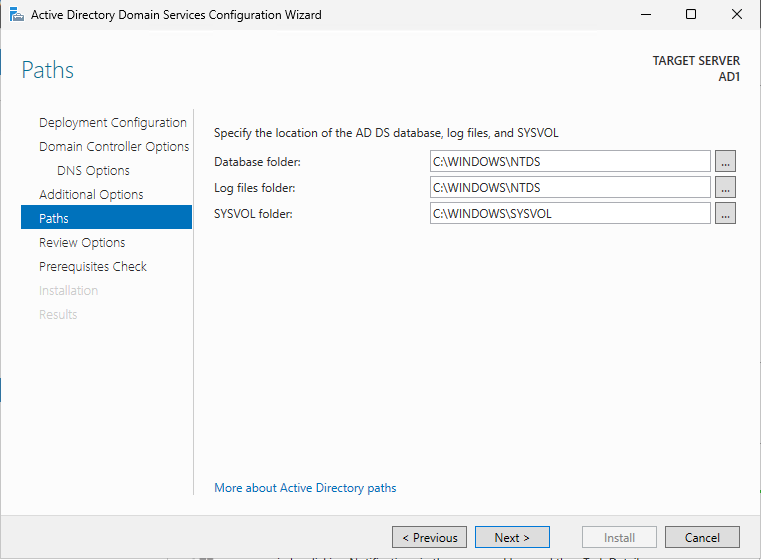 Active Directory Domain Services Configuration Wizard
Paths
TARGET SERVER
AD1
Deployment Configuration
Domain Controller Options
DNS Options
Additional Options
Paths
Review Options
Prerequisites Check
Installation
Results
Specify the location of the AD DS database, log files, and SYSVOL
Database folder:
C:\WINDOWS\NTDS
...
Log files folder:
C:\WINDOWS\NTDS
...
SYSVOL folder:
C:\WINDOWS\SYSVOL
...
More about Active Directory paths
< Previous
Next >
Install
Cancel